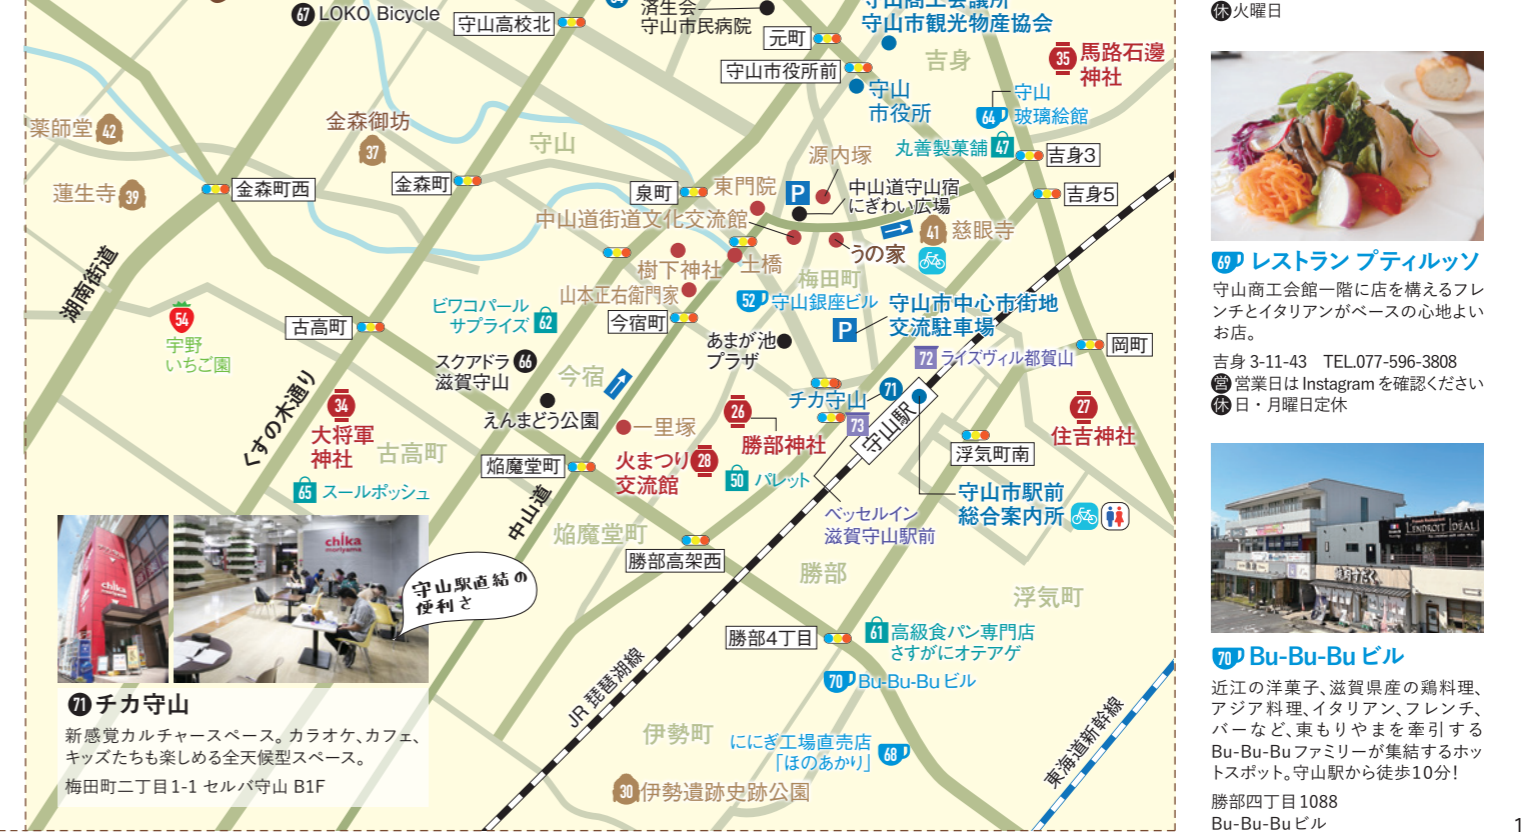 67 LOKO Bicycle
守山高校北
済生会
守山市民病院
元町
守山商工会議所
守山市観光物産協会
吉身
守山市役所前
守山
市役所
35 馬路石邊
神社
64 守山
玻璃絵館
丸善製菓舗 47
吉身3
吉身5
薬師堂 42
金森御坊
37
守山
源内塚
蓮生寺 39
金森町西
金森町
泉町
東門院
P
中山道守山宿
にぎわい広場
中山道街道文化交流館
41 慈眼寺
うの家
樹下神社
土橋
梅田町
湖南街道
山本正右衛門家
52 守山銀座ビル
守山市中心市街地
交流駐車場
P
ビワコパール
サプライズ 62
今宿町
54
宇野
いちご園
古高町
あまが池
プラザ
岡町
スクアドラ 66
滋賀守山
今宿
72 ライズヴィル都賀山
くすの木通り
えんまどう公園
チカ守山 71
73
守山駅
34
大将軍
神社
古高町
一里塚
26
勝部神社
27
住吉神社
焔魔堂町
火まつり 28
交流館
50 パレット
浮気町南
65 スールポッシュ
中山道
守山市駅前
総合案内所
ベッセルイン
滋賀守山駅前
焔魔堂町
勝部高架西
勝部
浮気町
chika
moriyama
chika
moriyama
守山駅直結の
便利さ
勝部4丁目
61 高級食パン専門店
さすがにオテアゲ
70 Bu-Bu-Bu ビル
JR 琵琶湖線
71 チカ守山
新感覚カルチャースペース。カラオケ、カフェ、
キッズたちも楽しめる全天候型スペース。
梅田町二丁目1-1 セルバ守山 B1F
伊勢町
ににぎ工場直売店
「ほのあかり」 68
東海道新幹線
30 伊勢遺跡史跡公園
休 火曜日
69 レストラン プティルッソ
守山商工会館一階に店を構えるフレ
ンチとイタリアンがベースの心地よい
お店。
吉身 3-11-43 TEL.077-596-3808
営 営業日は Instagram を確認ください
休 日・月曜日定休
L'ENDROIT IDÉAL
70 Bu-Bu-Bu ビル
近江の洋菓子、滋賀県産の鶏料理、
アジア料理、イタリアン、フレンチ、
バーなど、東もりやまを牽引する
Bu-Bu-Buファミリーが集結するホッ
トスポット。守山駅から徒歩10分!
勝部四丁目1088
Bu-Bu-Buビル
1